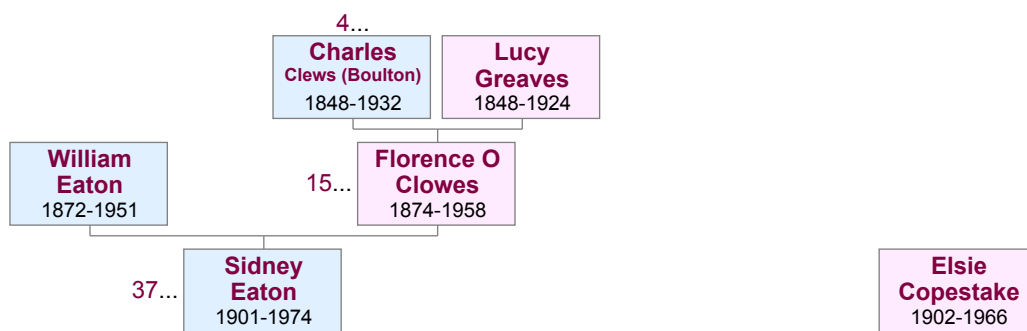 4...
Charles
Clews (Boulton)
1848-1932
Lucy
Greaves
1848-1924
William
Eaton
1872-1951
15...
Florence O
Clowes
1874-1958
37...
Sidney
Eaton
1901-1974
Elsie
Copestake
1902-1966